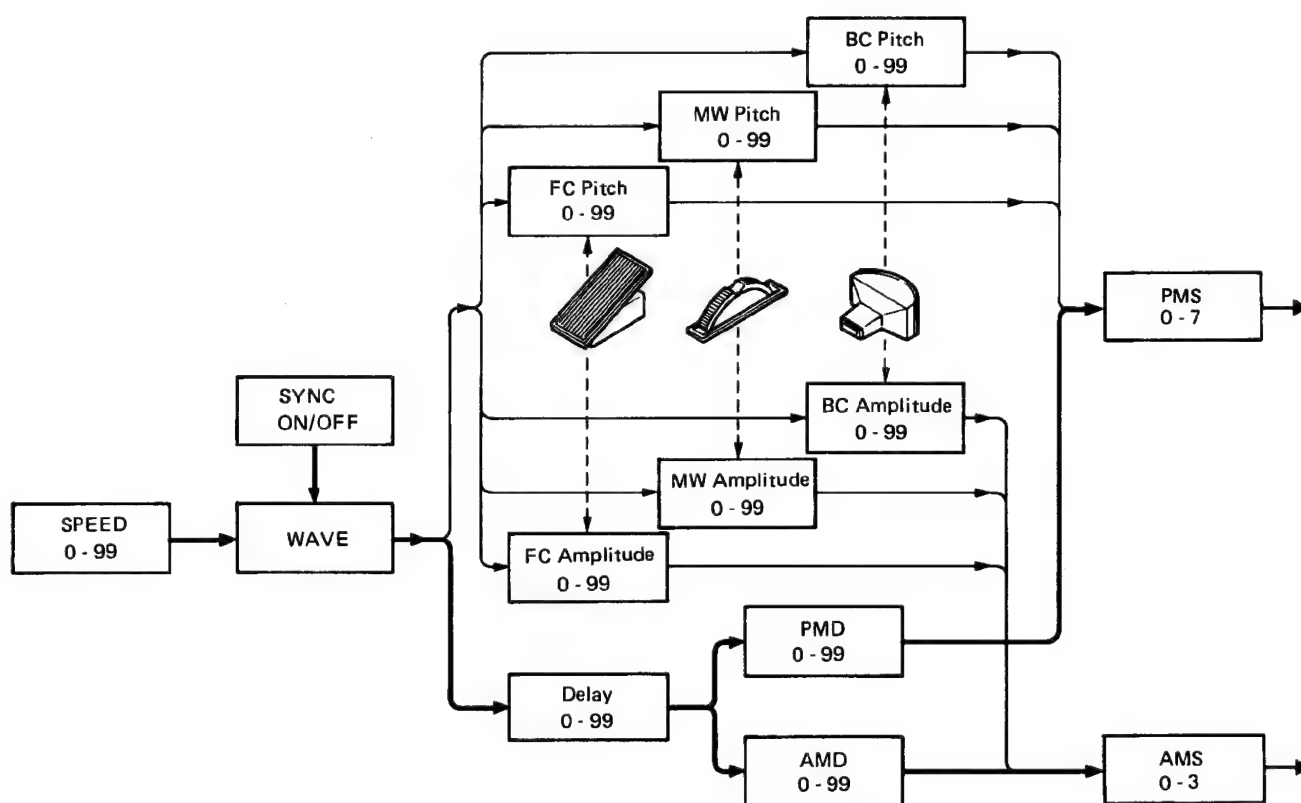 BC Pitch
0 - 99
MW Pitch
0 - 99
FC Pitch
0 - 99
PMS
0 - 7
SYNC
ON/OFF
BC Amplitude
0 - 99
MW Amplitude
0 - 99
SPEED
0 - 99
WAVE
FC Amplitude
0 - 99
PMD
0 - 99
Delay
0 - 99
AMD
0 - 99
AMS
0 - 3